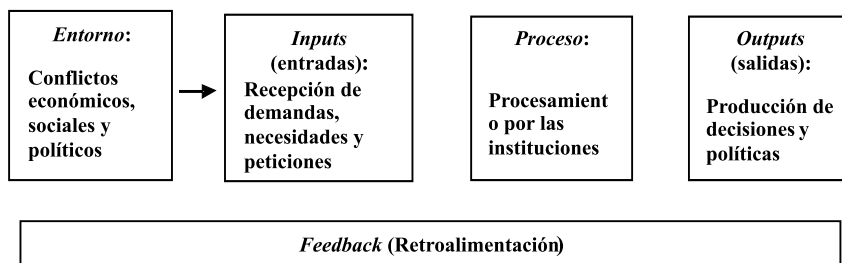 Entorno:
Conflictos
económicos,
sociales y
políticos
Inputs
(entradas):
Recepción de
demandas,
necesidades y
peticiones
Proceso:
Procesamient
o por las
instituciones
Outputs
(salidas):
Producción de
decisiones y
políticas
Feedback (Retroalimentación)